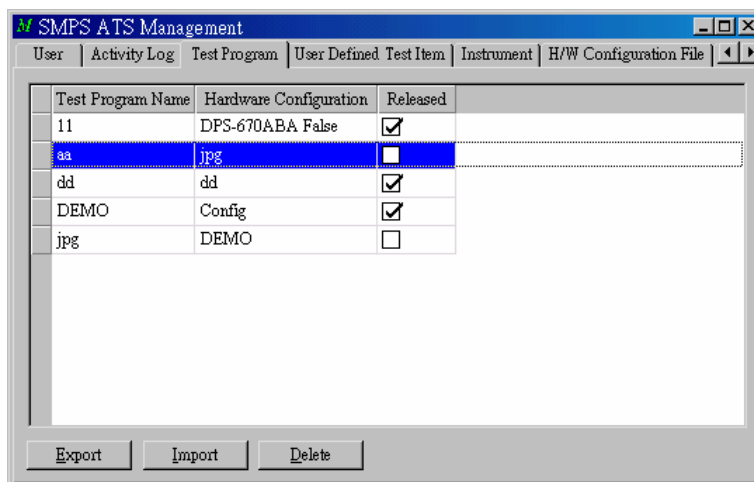 SMPS ATS Management
User Activity Log Test Program User Defined Test Item Instrument H/W Configuration File
Test Program Name Hardware Configuration Released
11 DPS-670ABA False
aa jpg
dd dd
DEMO Config
jpg DEMO
Export Import Delete